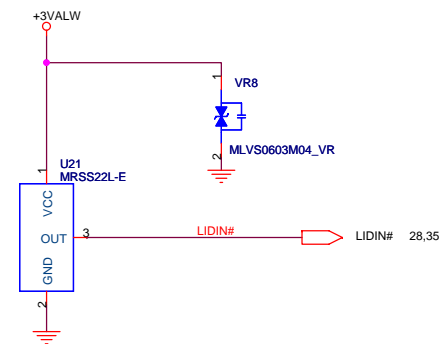 +3VALW
1
VR8
MLVS0603M04_VR
2
1
U21
MRSS22L-E
VCC
OUT
3
LIDIN#
LIDIN# 28,35
GND
2